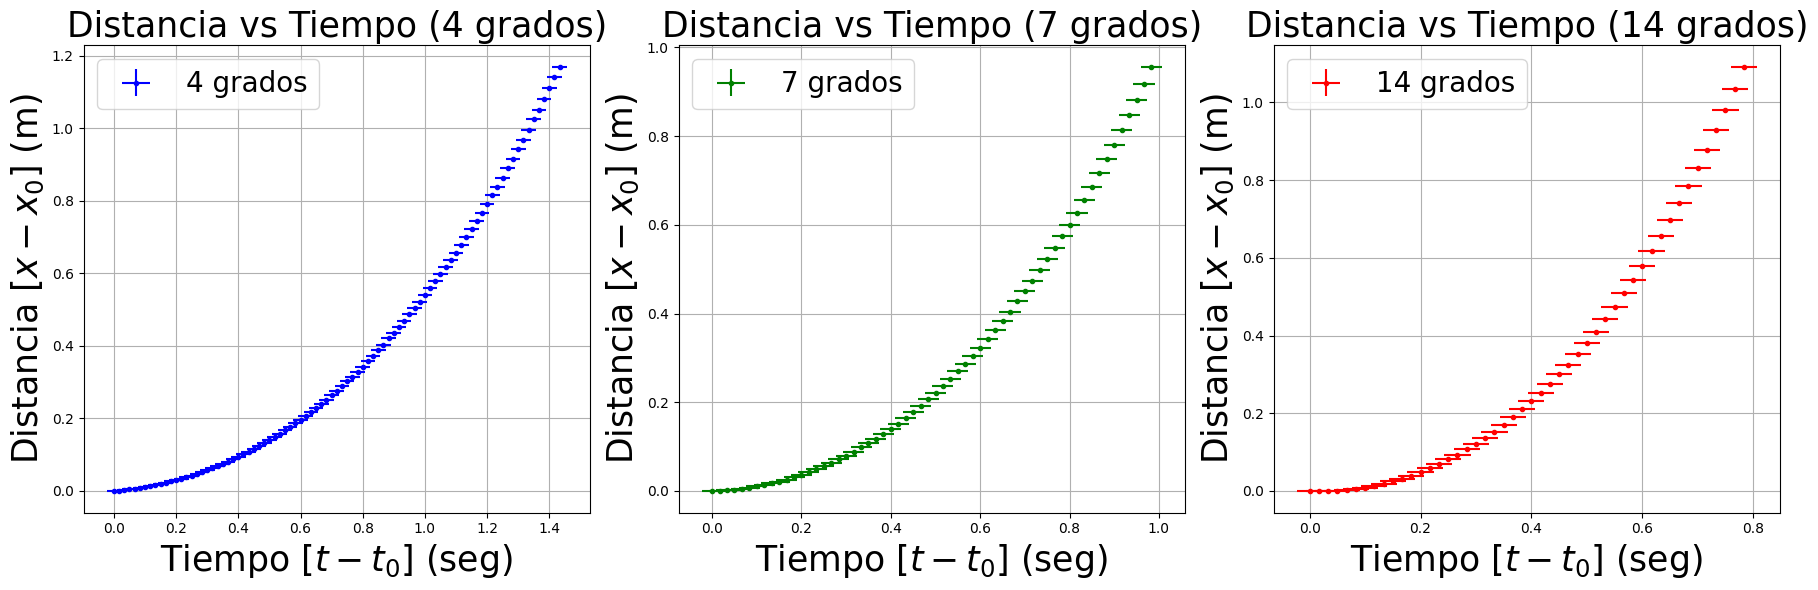 Distancia vs Tiempo (4 grados)
4 grados
Distancia [x − x₀] (m)
1.2
1.0
0.8
0.6
0.4
0.2
0.0
0.0 0.2 0.4 0.6 0.8 1.0 1.2 1.4
Tiempo [t − t₀] (seg)
Distancia vs Tiempo (7 grados)
7 grados
Distancia [x − x₀] (m)
1.0
0.8
0.6
0.4
0.2
0.0
0.0 0.2 0.4 0.6 0.8 1.0
Tiempo [t − t₀] (seg)
Distancia vs Tiempo (14 grados)
14 grados
Distancia [x − x₀] (m)
1.0
0.8
0.6
0.4
0.2
0.0
0.0 0.2 0.4 0.6 0.8
Tiempo [t − t₀] (seg)